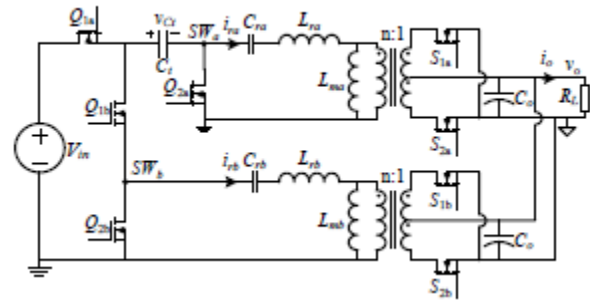 Q1a
vCt
Ct
SWa
ira
Cra
Lra
n:1
S1a
io
vo
Q1b
Q2a
Lma
Co
RL
S2a
Vin
SWb
irb
Crb
Lrb
n:1
S1b
Q2b
Lmb
Co
S2b